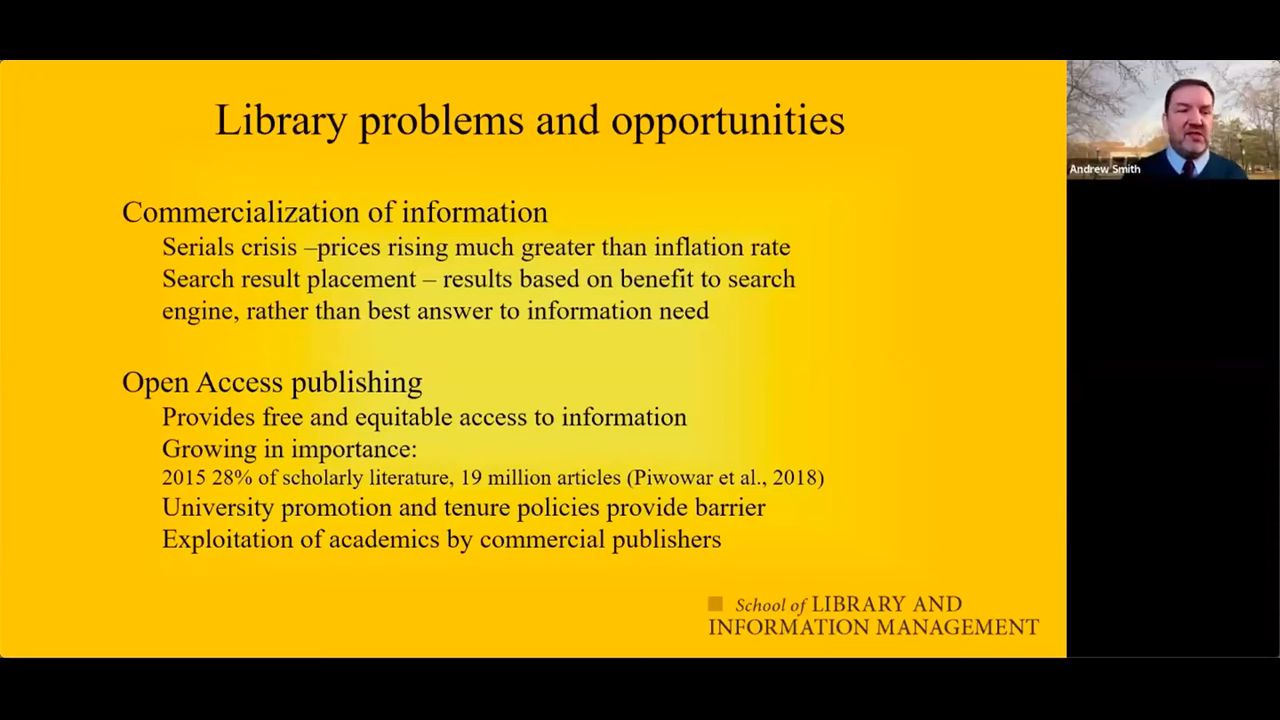 Library problems and opportunities
Commercialization of information
Serials crisis –prices rising much greater than inflation rate
Search result placement – results based on benefit to search
engine, rather than best answer to information need
Open Access publishing
Provides free and equitable access to information
Growing in importance:
2015 28% of scholarly literature, 19 million articles (Piwowar et al., 2018)
University promotion and tenure policies provide barrier
Exploitation of academics by commercial publishers
School of LIBRARY AND
INFORMATION MANAGEMENT
Andrew Smith